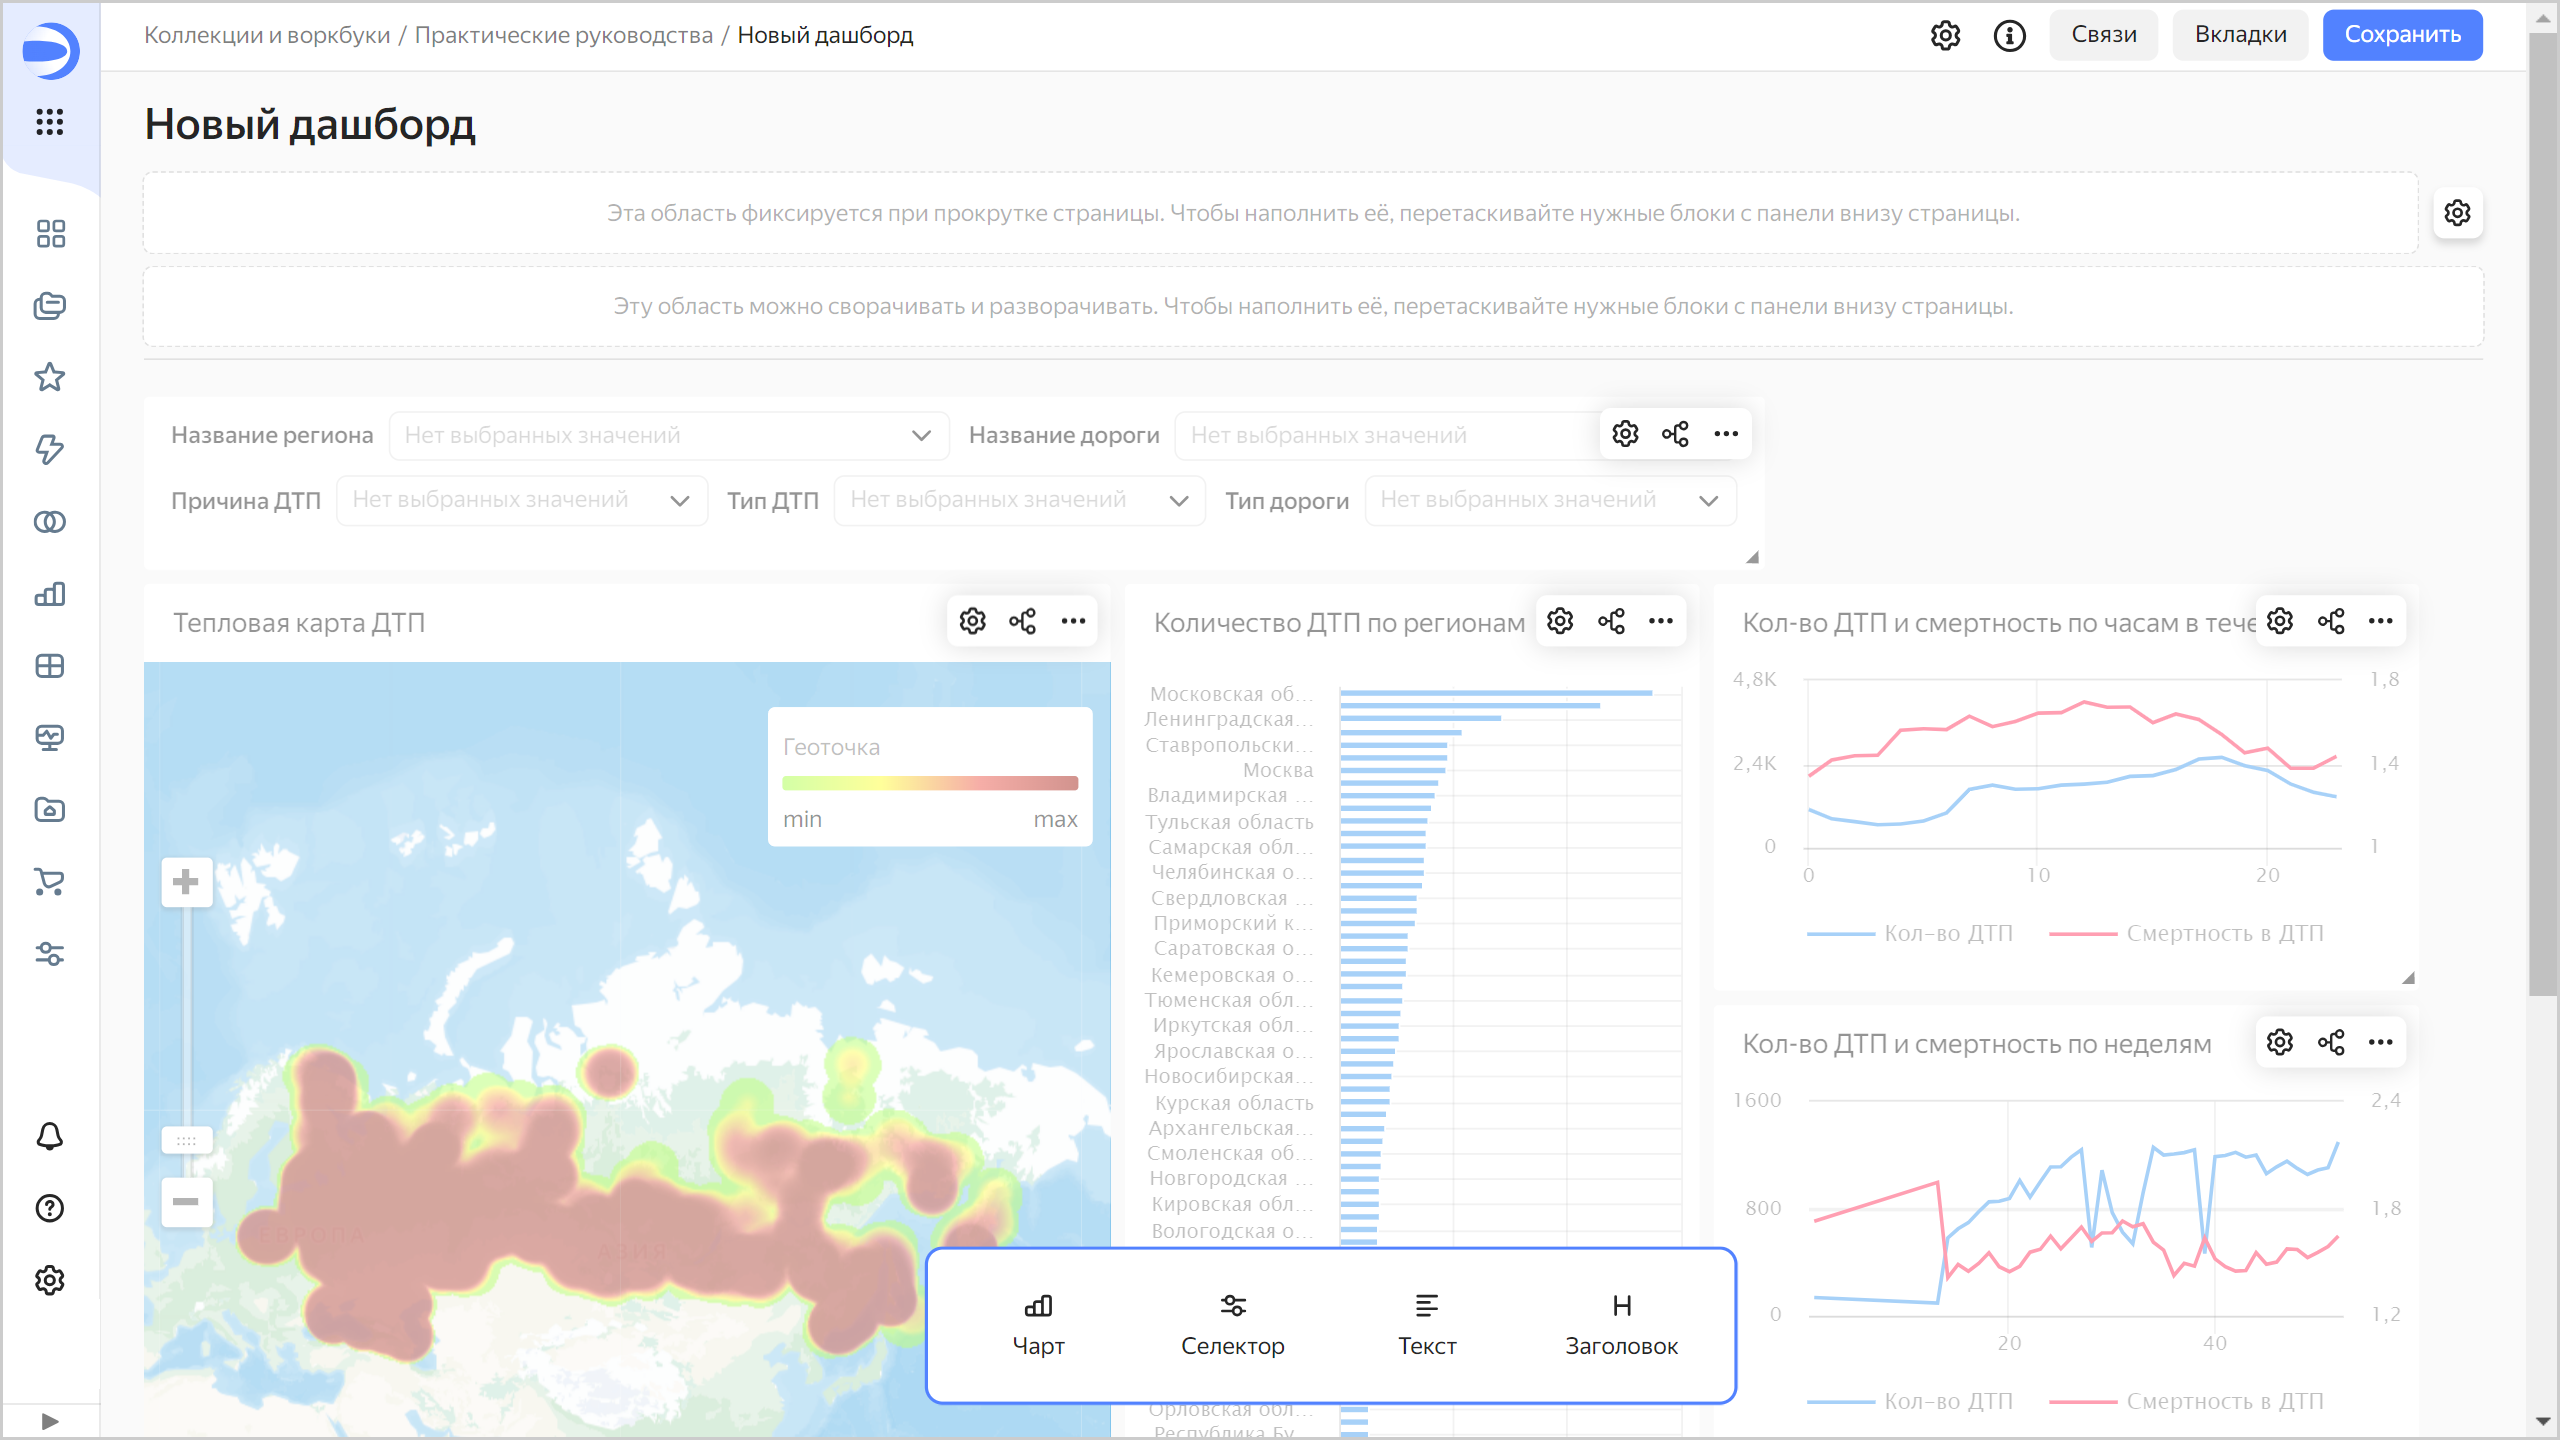 Коллекции и воркбуки / Практические руководства / Новый дашборд
Связи
Вкладки
Сохранить
Новый дашборд
Эта область фиксируется при прокрутке страницы. Чтобы наполнить её, перетаскивайте нужные блоки с панели внизу страницы.
Эту область можно сворачивать и разворачивать. Чтобы наполнить её, перетаскивайте нужные блоки с панели внизу страницы.
Название региона
Нет выбранных значений
Название дороги
Нет выбранных значений
Причина ДТП
Нет выбранных значений
Тип ДТП
Нет выбранных значений
Тип дороги
Нет выбранных значений
Тепловая карта ДТП
Геоточка
min
max
ЕВРОПА
АЗИЯ
Количество ДТП по регионам
Московская об...
Ленинградская...
Ставропольски...
Москва
Владимирская ...
Тульская область
Самарская обл...
Челябинская о...
Свердловская ...
Приморский к...
Саратовская о...
Кемеровская о...
Тюменская обл...
Иркутская обл...
Ярославская о...
Новосибирская...
Курская область
Архангельская...
Смоленская об...
Новгородская ...
Кировская обл...
Вологодская о...
Орловская обл...
Республика Бу...
Кол-во ДТП и смертность по часам в тече
4,8K
2,4K
0
1,8
1,4
1
0
10
20
Кол-во ДТП
Смертность в ДТП
Кол-во ДТП и смертность по неделям
1600
800
0
2,4
1,8
1,2
20
40
Кол-во ДТП
Смертность в ДТП
Чарт
Селектор
Текст
Заголовок